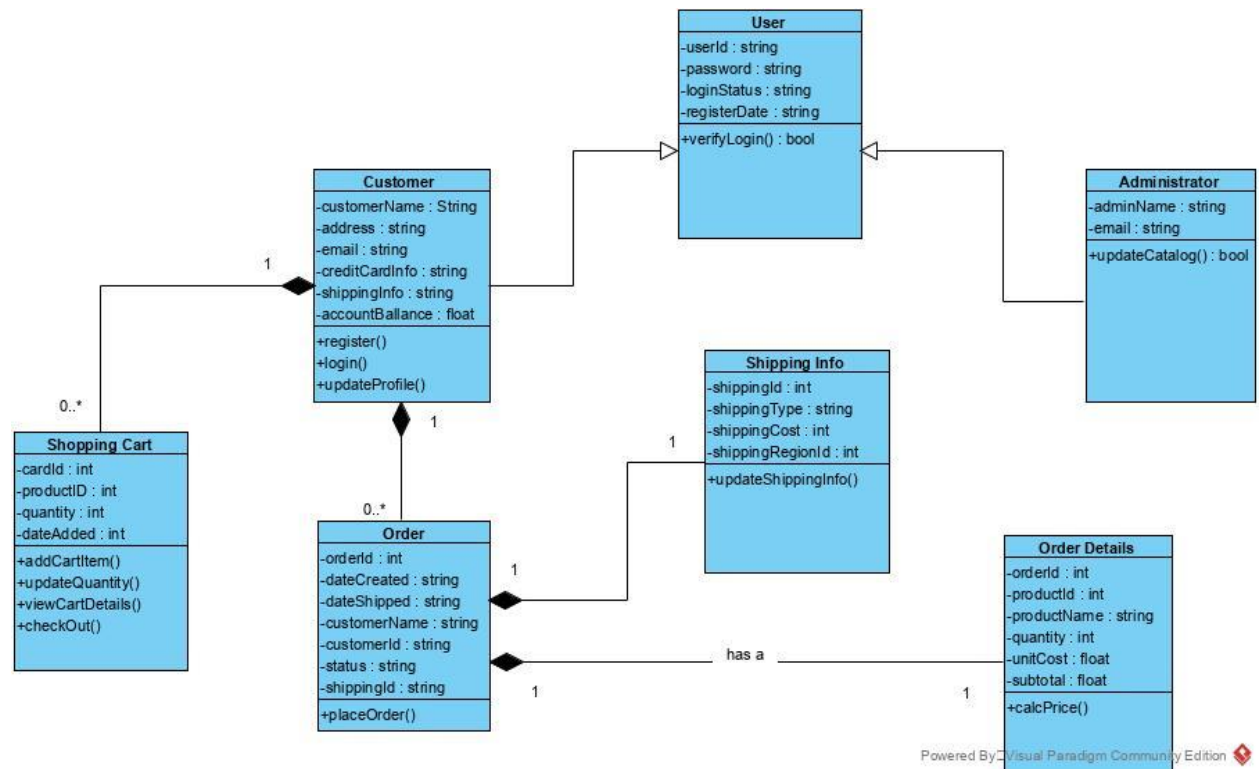 User
-userId : string
-password : string
-loginStatus : string
-registerDate : string
+verifyLogin() : bool
Customer
-customerName : String
-address : string
-email : string
-creditCardInfo : string
-shippingInfo : string
-accountBallance : float
+register()
+login()
+updateProfile()
Administrator
-adminName : string
-email : string
+updateCatalog() : bool
1
0..*
1
0..*
Shopping Cart
-cardId : int
-productID : int
-quantity : int
-dateAdded : int
+addCartItem()
+updateQuantity()
+viewCartDetails()
+checkOut()
Shipping Info
-shippingId : int
-shippingType : string
-shippingCost : int
-shippingRegionId : int
+updateShippingInfo()
1
1
Order
-orderId : int
-dateCreated : string
-dateShipped : string
-customerName : string
-customerId : string
-status : string
-shippingId : string
+placeOrder()
has a
1
1
Order Details
-orderId : int
-productId : int
-productName : string
-quantity : int
-unitCost : float
-subtotal : float
+calcPrice()
Powered By Visual Paradigm Community Edition